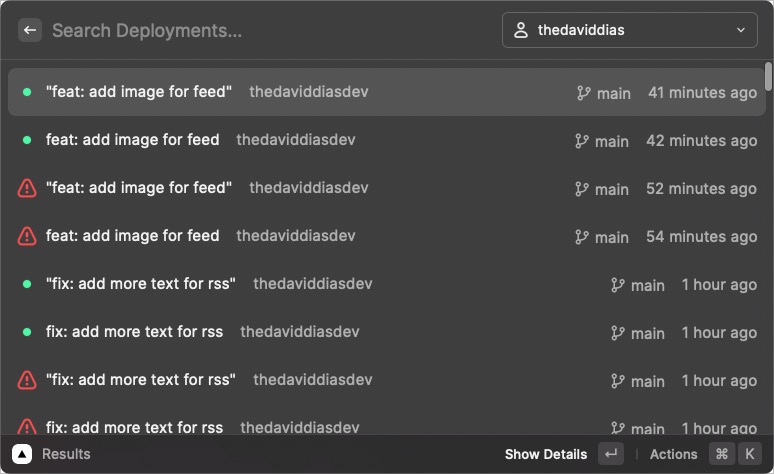 Search Deployments...
thedaviddias
"feat: add image for feed" thedaviddiasdev main 41 minutes ago
feat: add image for feed thedaviddiasdev main 42 minutes ago
"feat: add image for feed" thedaviddiasdev main 52 minutes ago
feat: add image for feed thedaviddiasdev main 54 minutes ago
"fix: add more text for rss" thedaviddiasdev main 1 hour ago
fix: add more text for rss thedaviddiasdev main 1 hour ago
"fix: add more text for rss" thedaviddiasdev main 1 hour ago
fix: add more text for rss thedaviddiasdev main 1 hour ago
Results Show Details ↵ Actions ⌘ K